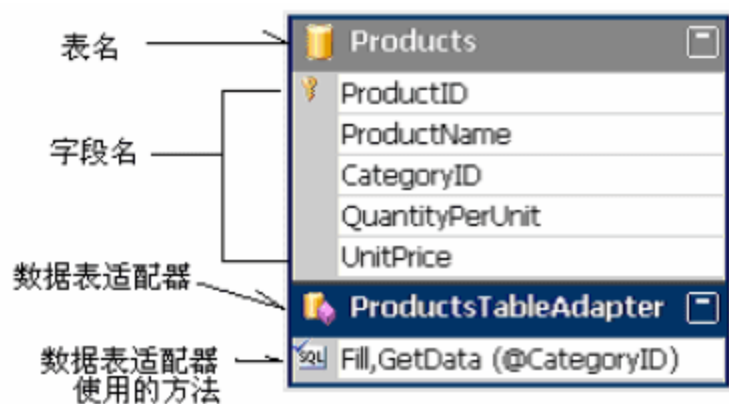 表名
Products
ProductID
字段名
ProductName
CategoryID
QuantityPerUnit
UnitPrice
数据表适配器
ProductsTableAdapter
数据表适配器
使用的方法
SQL
Fill,GetData (@CategoryID)